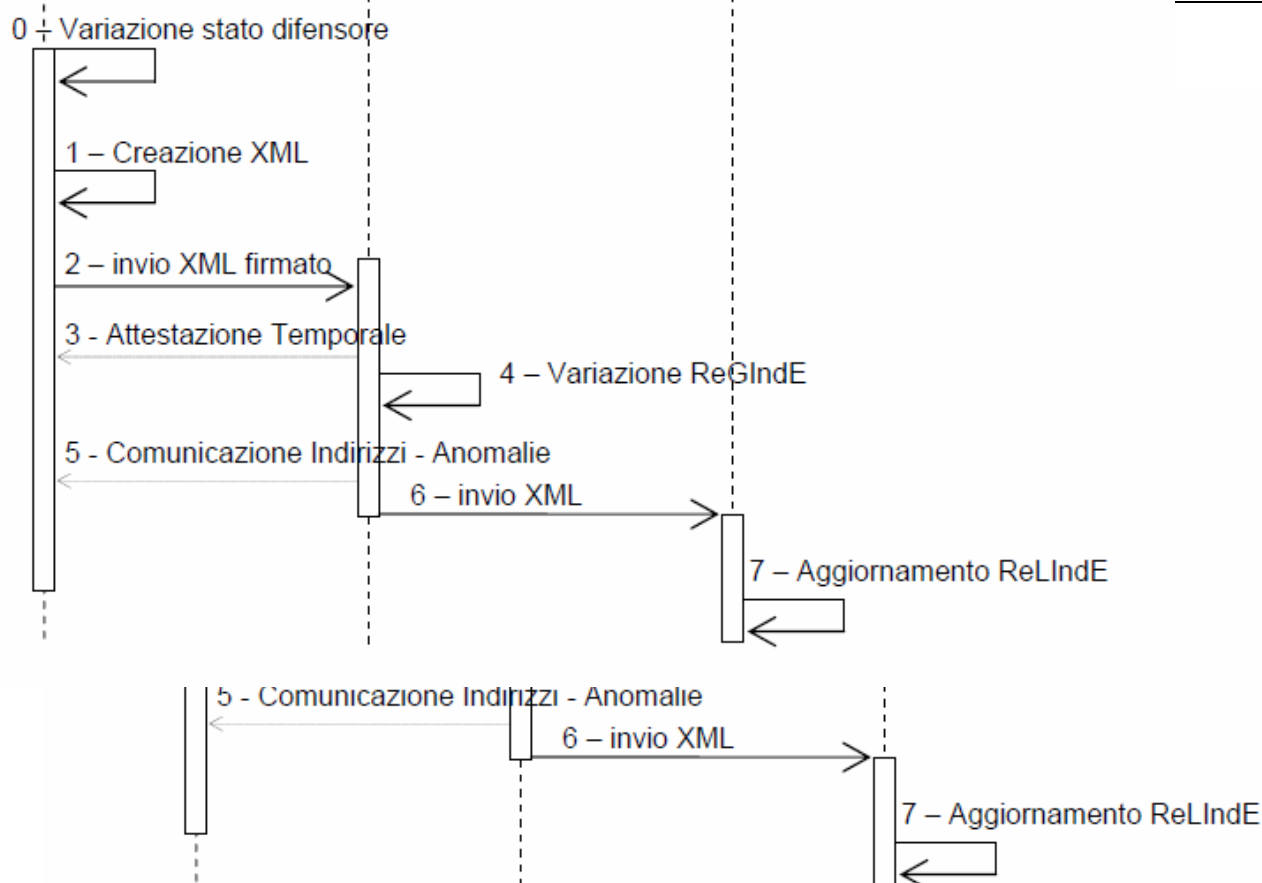 0 – Variazione stato difensore
1 – Creazione XML
2 – invio XML firmato
3 - Attestazione Temporale
4 – Variazione ReGIndE
5 - Comunicazione Indirizzi - Anomalie
6 – invio XML
7 – Aggiornamento ReLIndE
5 - Comunicazione Indirizzi - Anomalie
6 – invio XML
7 – Aggiornamento ReLIndE